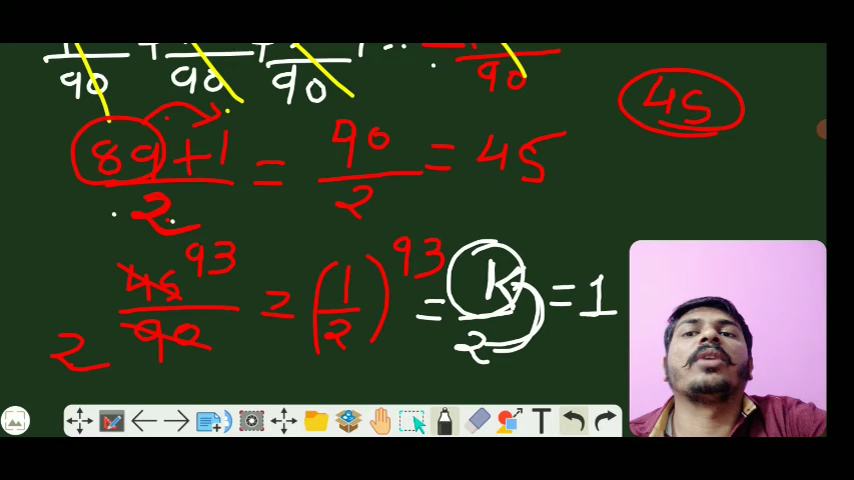 90 90 90 90
45
89+1 / 2 = 90 / 2 = 45
45^93 / 90 = (1/2)^93 = K / 2 = 1
2
T